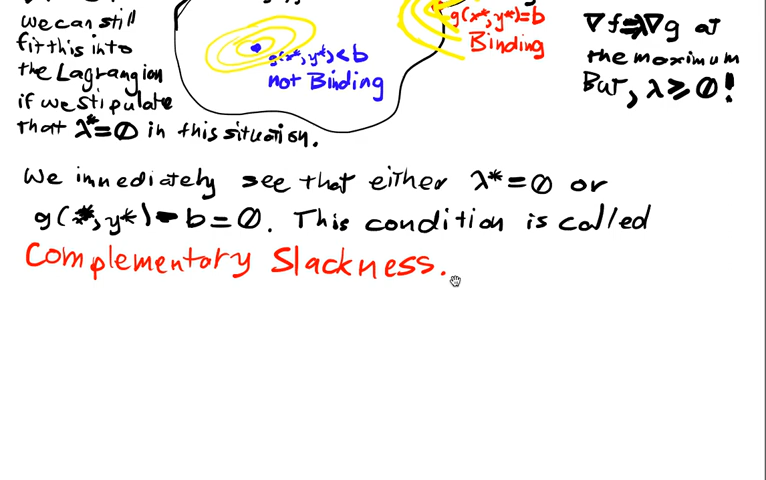 we can still
fit this into
the Lagrangian
if we stipulate
that λ*=0 in this situation.
g(x*,y*)<b
not Binding
g(x*,y*)=b
Binding
∇f=λ∇g at
the maximum
But, λ≥0!
We immediately see that either λ*=0 or
g(x*,y*)-b=0. This condition is called
Complementary Slackness.